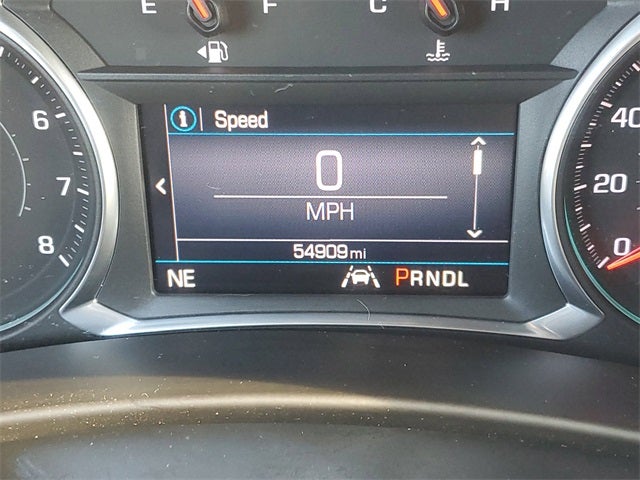 E F C H
i Speed
6 0 40
7 MPH 20
8 54909 mi 0
NE PRNDL